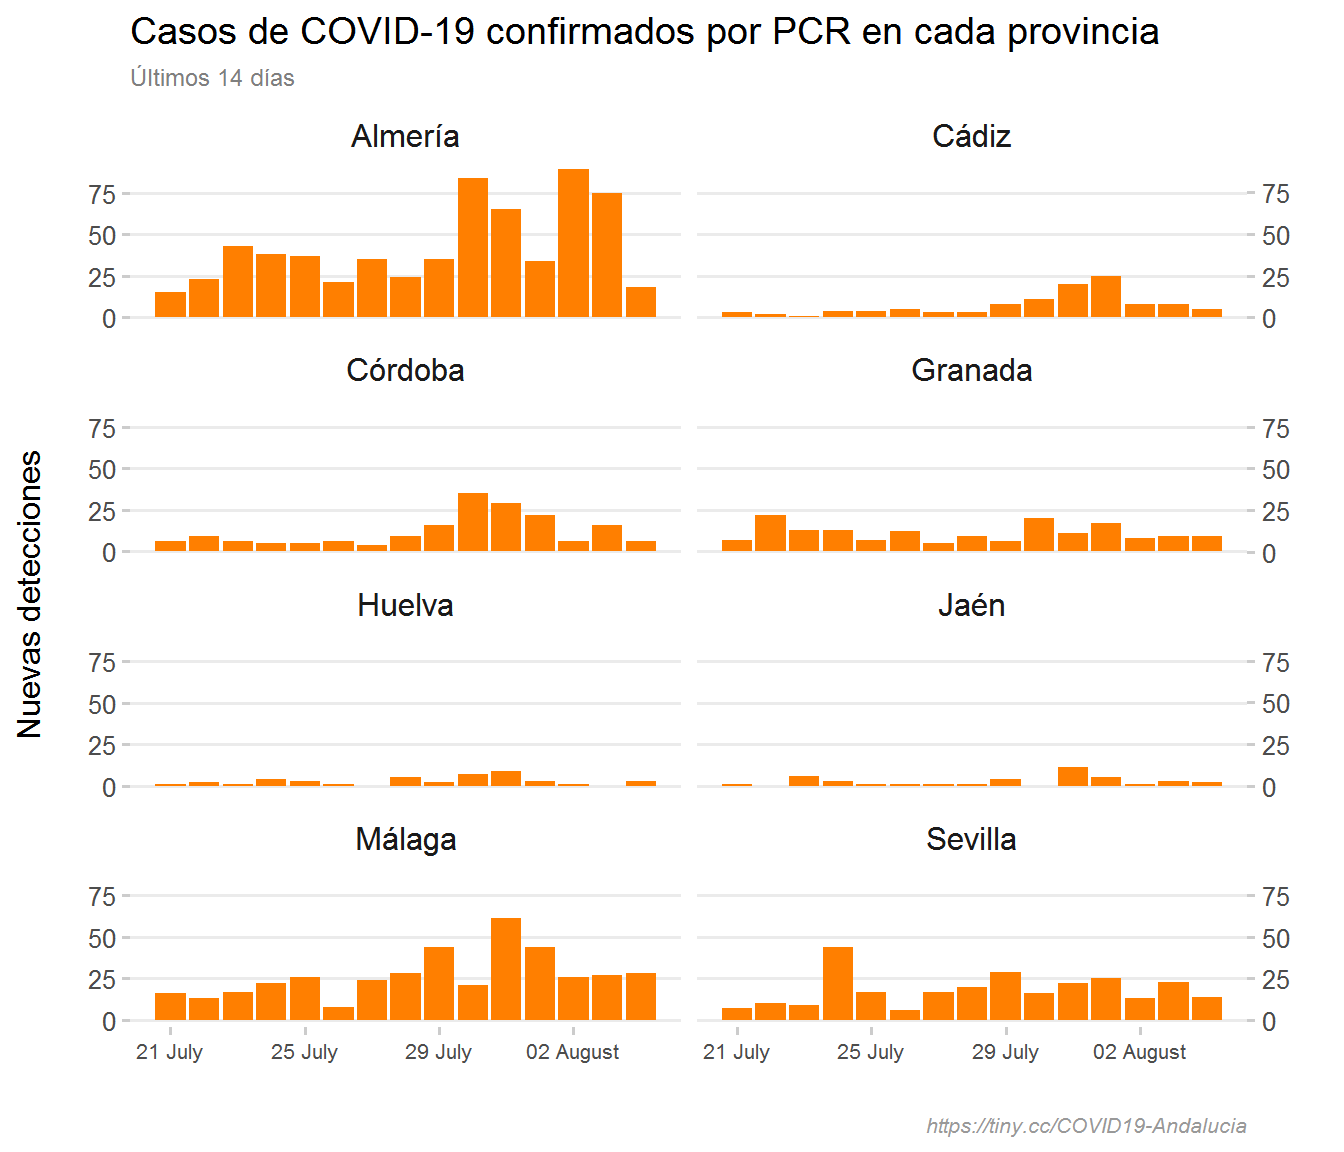 Casos de COVID-19 confirmados por PCR en cada provincia
Últimos 14 días
Almería
Cádiz
75
50
25
0
75
50
25
0
Córdoba
Granada
75
50
25
0
75
50
25
0
Nuevas detecciones
Huelva
Jaén
75
50
25
0
75
50
25
0
Málaga
Sevilla
75
50
25
0
75
50
25
0
21 July 25 July 29 July 02 August
21 July 25 July 29 July 02 August
https://tiny.cc/COVID19-Andalucia